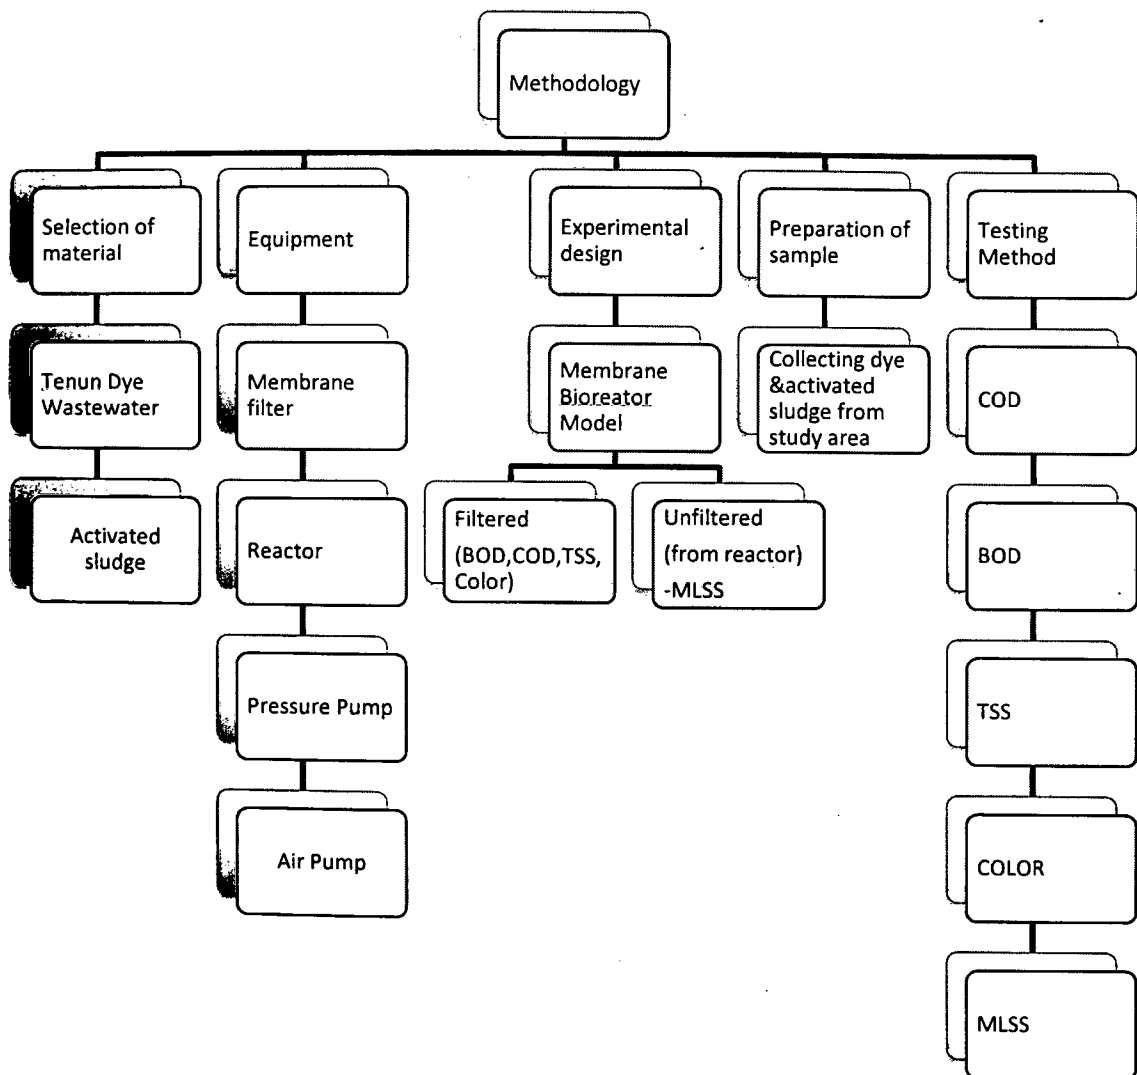 Methodology
Selection of
material
Equipment
Experimental
design
Preparation of
sample
Testing
Method
Tenun Dye
Wastewater
Membrane
filter
Membrane
Bioreator
Model
Collecting dye
&activated
sludge from
study area
COD
Activated
sludge
Reactor
Filtered
(BOD,COD,TSS,
Color)
Unfiltered
(from reactor)
-MLSS
BOD
Pressure Pump
TSS
Air Pump
COLOR
MLSS